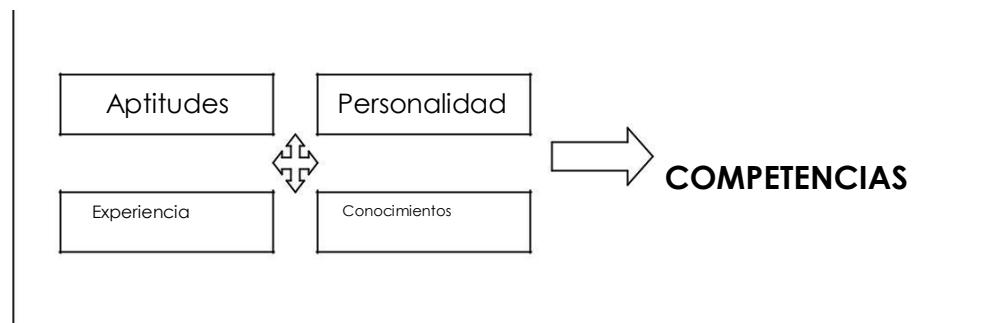 Aptitudes
Personalidad
COMPETENCIAS
Experiencia
Conocimientos